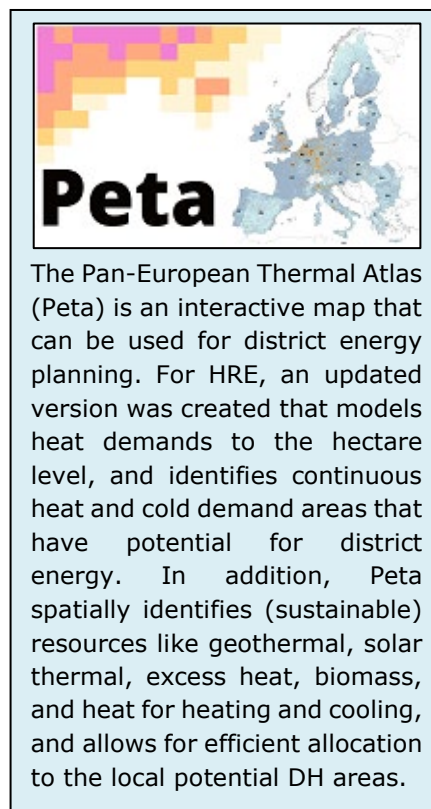 Peta
The Pan-European Thermal Atlas
(Peta) is an interactive map that
can be used for district energy
planning. For HRE, an updated
version was created that models
heat demands to the hectare
level, and identifies continuous
heat and cold demand areas that
have potential for district
energy. In addition, Peta
spatially identifies (sustainable)
resources like geothermal, solar
thermal, excess heat, biomass,
and heat for heating and cooling,
and allows for efficient allocation
to the local potential DH areas.